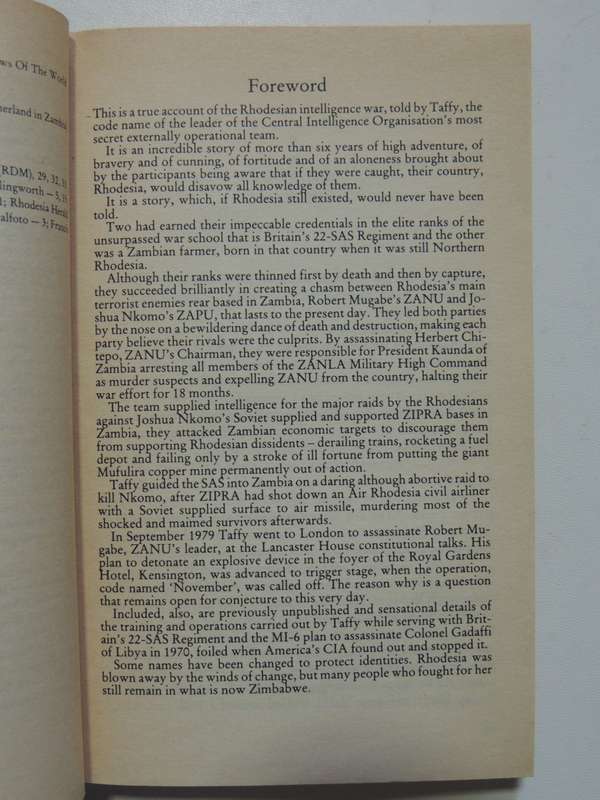 ws Of The World
erland in Zambia
(RDM), 29, 32, 33
lingworth – 5, 35
1; Rhodesia Herald
alfoto – 3; Francis
Foreword
This is a true account of the Rhodesian intelligence war, told by Taffy, the
code name of the leader of the Central Intelligence Organisation's most
secret externally operational team.
It is an incredible story of more than six years of high adventure, of
bravery and of cunning, of fortitude and of an aloneness brought about
by the participants being aware that if they were caught, their country,
Rhodesia, would disavow all knowledge of them.
It is a story, which, if Rhodesia still existed, would never have been
told.
Two had earned their impeccable credentials in the elite ranks of the
unsurpassed war school that is Britain's 22-SAS Regiment and the other
was a Zambian farmer, born in that country when it was still Northern
Rhodesia.
Although their ranks were thinned first by death and then by capture,
they succeeded brilliantly in creating a chasm between Rhodesia's main
terrorist enemies rear based in Zambia, Robert Mugabe's ZANU and Jo-
shua Nkomo's ZAPU, that lasts to the present day. They led both parties
by the nose on a bewildering dance of death and destruction, making each
party believe their rivals were the culprits. By assassinating Herbert Chi-
tepo, ZANU's Chairman, they were responsible for President Kaunda of
Zambia arresting all members of the ZANLA Military High Command
as murder suspects and expelling ZANU from the country, halting their
war effort for 18 months.
The team supplied intelligence for the major raids by the Rhodesians
against Joshua Nkomo's Soviet supplied and supported ZIPRA bases in
Zambia, they attacked Zambian economic targets to discourage them
from supporting Rhodesian dissidents – derailing trains, rocketing a fuel
depot and failing only by a stroke of ill fortune from putting the giant
Mufulira copper mine permanently out of action.
Taffy guided the SAS into Zambia on a daring although abortive raid to
kill Nkomo, after ZIPRA had shot down an Air Rhodesia civil airliner
with a Soviet supplied surface to air missile, murdering most of the
shocked and maimed survivors afterwards.
In September 1979 Taffy went to London to assassinate Robert Mu-
gabe, ZANU's leader, at the Lancaster House constitutional talks. His
plan to detonate an explosive device in the foyer of the Royal Gardens
Hotel, Kensington, was advanced to trigger stage, when the operation,
code named 'November', was called off. The reason why is a question
that remains open for conjecture to this very day.
Included, also, are previously unpublished and sensational details of
the training and operations carried out by Taffy while serving with Brit-
ain's 22-SAS Regiment and the MI-6 plan to assassinate Colonel Gadaffi
of Libya in 1970, foiled when America's CIA found out and stopped it.
Some names have been changed to protect identities. Rhodesia was
blown away by the winds of change, but many people who fought for her
still remain in what is now Zimbabwe.